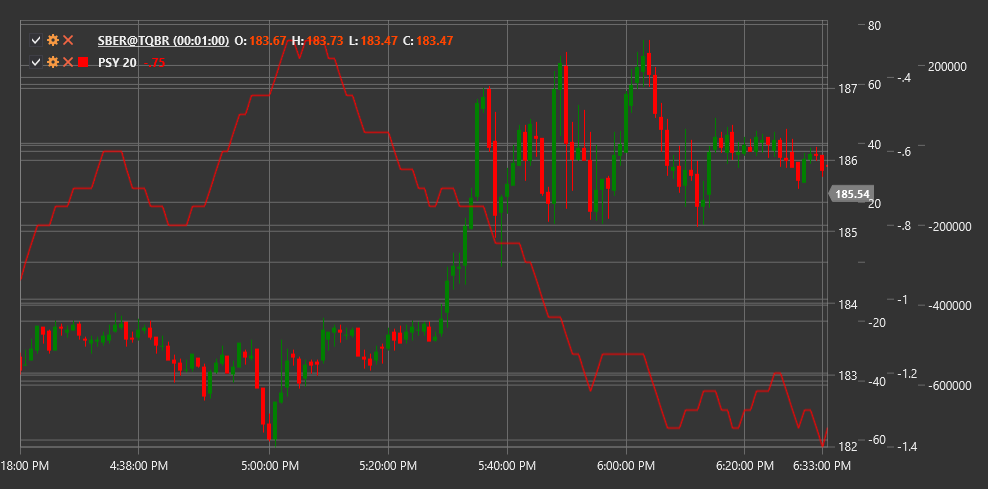 SBER@TQBR (00:01:00) O: 183.67 H: 183.73 L: 183.47 C: 183.47
PSY 20 -.75
80
200000
-.4
187
60
40
-.6
186
185.54
20
-.8
-200000
185
-1
184
-400000
-20
-1.2
183
-40
-600000
-60
182
-1.4
18:00 PM
4:38:00 PM
5:00:00 PM
5:20:00 PM
5:40:00 PM
6:00:00 PM
6:20:00 PM
6:33:00 PM